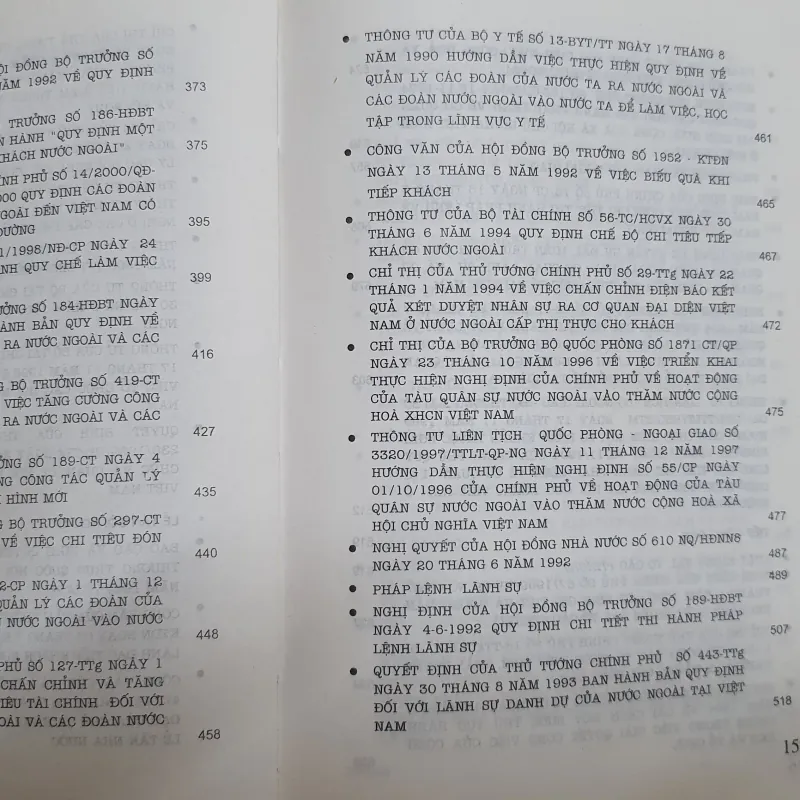 ỘI ĐỒNG BỘ TRƯỞNG SỐ
NĂM 1992 VỀ QUY ĐỊNH
373
TRƯỞNG SỐ 186-HĐBT
N HÀNH "QUY ĐỊNH MỘT
KHÁCH NƯỚC NGOÀI"
375
ÍNH PHỦ SỐ 14/2000/QĐ-
000 QUY ĐỊNH CÁC ĐOÀN
GOÀI ĐẾN VIỆT NAM CÓ
ĐƯỜNG
395
1/1998/NĐ-CP NGÀY 24
NH QUY CHẾ LÀM VIỆC
399
ƯỞNG SỐ 184-HĐBT NGÀY
HÀNH BẢN QUY ĐỊNH VỀ
RA NƯỚC NGOÀI VÀ CÁC
416
G BỘ TRƯỞNG SỐ 419-CT
VIỆC TĂNG CƯỜNG CÔNG
RA NƯỚC NGOÀI VÀ CÁC
427
ỞNG SỐ 189-CT NGÀY 4
NG CÔNG TÁC QUẢN LÝ
H HÌNH MỚI
435
G BỘ TRƯỞNG SỐ 297-CT
VỀ VIỆC CHI TIÊU ĐÓN
440
2-CP NGÀY 1 THÁNG 12
QUẢN LÝ CÁC ĐOÀN CỦA
NƯỚC NGOÀI VÀO NƯỚC
448
PHỦ SỐ 127-TTg NGÀY 1
CHẤN CHỈNH VÀ TĂNG
IÊU TÀI CHÍNH ĐỐI VỚI
OÀI VÀ CÁC ĐOÀN NƯỚC
458
• THÔNG TƯ CỦA BỘ Y TẾ SỐ 13-BYT/TT NGÀY 17 THÁNG 8
NĂM 1990 HƯỚNG DẪN VIỆC THỰC HIỆN QUY ĐỊNH VỀ
QUẢN LÝ CÁC ĐOÀN CỦA NƯỚC TA RA NƯỚC NGOÀI VÀ
CÁC ĐOÀN NƯỚC NGOÀI VÀO NƯỚC TA ĐỂ LÀM VIỆC, HỌC
TẬP TRONG LĨNH VỰC Y TẾ
461
• CÔNG VĂN CỦA HỘI ĐỒNG BỘ TRƯỞNG SỐ 1952 - KTĐN
NGÀY 13 THÁNG 5 NĂM 1992 VỀ VIỆC BIẾU QUÀ KHI
TIẾP KHÁCH
465
• THÔNG TƯ CỦA BỘ TÀI CHÍNH SỐ 56-TC/HCVX NGÀY 30
THÁNG 6 NĂM 1994 QUY ĐỊNH CHẾ ĐỘ CHI TIÊU TIẾP
KHÁCH NƯỚC NGOÀI
467
• CHỈ THỊ CỦA THỦ TƯỚNG CHÍNH PHỦ SỐ 29-TTg NGÀY 22
THÁNG 1 NĂM 1994 VỀ VIỆC CHẤN CHỈNH ĐIỆN BÁO KẾT
QUẢ XÉT DUYỆT NHÂN SỰ RA CƠ QUAN ĐẠI DIỆN VIỆT
NAM Ở NƯỚC NGOÀI CẤP THỊ THỰC CHO KHÁCH
472
• CHỈ THỊ CỦA BỘ TRƯỞNG BỘ QUỐC PHÒNG SỐ 1871 CT/QP
NGÀY 23 THÁNG 10 NĂM 1996 VỀ VIỆC TRIỂN KHAI
THỰC HIỆN NGHỊ ĐỊNH CỦA CHÍNH PHỦ VỀ HOẠT ĐỘNG
CỦA TÀU QUÂN SỰ NƯỚC NGOÀI VÀO THĂM NƯỚC CỘNG
HOÀ XHCN VIỆT NAM
475
• THÔNG TƯ LIÊN TỊCH QUỐC PHÒNG - NGOẠI GIAO SỐ
3320/1997/TTLT-QP-NG NGÀY 11 THÁNG 12 NĂM 1997
HƯỚNG DẪN THỰC HIỆN NGHỊ ĐỊNH SỐ 55/CP NGÀY
01/10/1996 CỦA CHÍNH PHỦ VỀ HOẠT ĐỘNG CỦA TÀU
QUÂN SỰ NƯỚC NGOÀI VÀO THĂM NƯỚC CỘNG HOÀ XÃ
HỘI CHỦ NGHĨA VIỆT NAM
477
• NGHỊ QUYẾT CỦA HỘI ĐỒNG NHÀ NƯỚC SỐ 610 NQ/HĐNN8
NGÀY 20 THÁNG 6 NĂM 1992
487
• PHÁP LỆNH LÃNH SỰ
489
• NGHỊ ĐỊNH CỦA HỘI ĐỒNG BỘ TRƯỞNG SỐ 189-HĐBT
NGÀY 4-6-1992 QUY ĐỊNH CHI TIẾT THI HÀNH PHÁP
LỆNH LÃNH SỰ
507
• QUYẾT ĐỊNH CỦA THỦ TƯỚNG CHÍNH PHỦ SỐ 443-TTg
NGÀY 30 THÁNG 8 NĂM 1993 BAN HÀNH BẢN QUY ĐỊNH
ĐỐI VỚI LÃNH SỰ DANH DỰ CỦA NƯỚC NGOÀI TẠI VIỆT
NAM
518
15